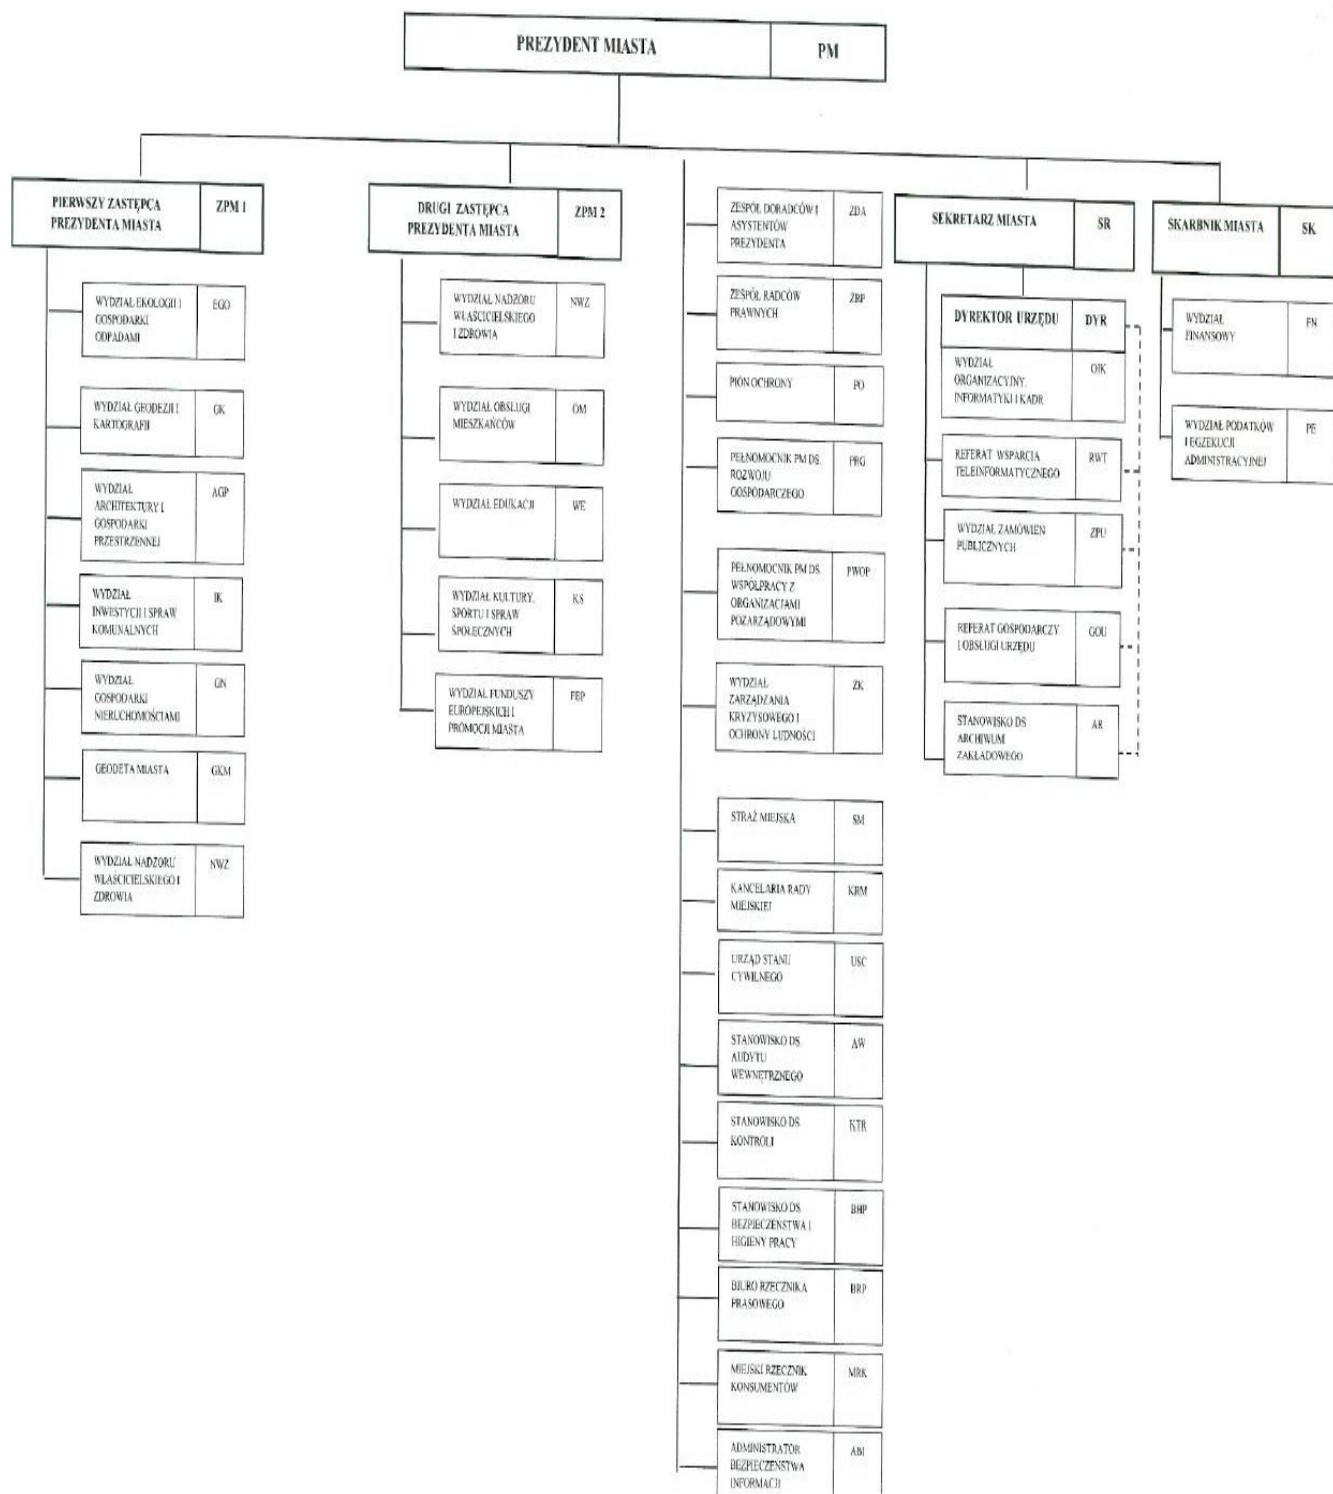 PREZYDENT MIASTA PM
PIERWSZY ZASTĘPCA
PREZYDENTA MIASTA
ZPM 1
WYDZIAŁ EKOLOGII I
GOSPODARKI
ODPADAMI
EGO
WYDZIAŁ GEODEZJI I
KARTOGRAFII
GK
WYDZIAŁ
ARCHITEKTURY I
GOSPODARKI
PRZESTRZENNEJ
AGP
WYDZIAŁ
INWESTYCJI I SPRAW
KOMUNALNYCH
IK
WYDZIAŁ
GOSPODARKI
NIERUCHOMOŚCIAMI
GN
GEODETA MIASTA GKM
WYDZIAŁ NADZORU
WŁAŚCICIELSKIEGO I
ZDROWIA
NWZ
DRUGI ZASTĘPCA
PREZYDENTA MIASTA
ZPM 2
WYDZIAŁ NADZORU
WŁAŚCICIELSKIEGO
I ZDROWIA
NWZ
WYDZIAŁ OBSŁUGI
MIESZKAŃCÓW
OM
WYDZIAŁ EDUKACJI WE
WYDZIAŁ KULTURY,
SPORTU I SPRAW
SPOŁECZNYCH
KS
WYDZIAŁ FUNDUSZY
EUROPEJSKICH I
PROMOCJI MIASTA
FEP
ZESPÓŁ DORADCÓW I
ASYSTENTÓW
PREZYDENTA
ZDA
ZESPÓŁ RADCÓW
PRAWNYCH
ZRP
PION OCHRONY PO
PEŁNOMOCNIK PM DS.
ROZWOJU
GOSPODARCZEGO
PRG
PEŁNOMOCNIK PM DS.
WSPÓŁPRACY Z
ORGANIZACJAMI
POZARZĄDOWYMI
PWOP
WYDZIAŁ
ZARZĄDZANIA
KRYZYSOWEGO I
OCHRONY LUDNOŚCI
ZK
STRAŻ MIEJSKA SM
KANCELARIA RADY
MIEJSKIEJ
KRM
URZĄD STANU
CYWILNEGO
USC
STANOWISKO DS.
AUDYTU
WEWNĘTRZNEGO
AW
STANOWISKO DS.
KONTROLI
KTR
STANOWISKO DS.
BEZPIECZEŃSTWA I
HIGIENY PRACY
BHP
BIURO RZECZNIKA
PRASOWEGO
BRP
MIEJSKI RZECZNIK
KONSUMENTÓW
MRK
ADMINISTRATOR
BEZPIECZEŃSTWA
INFORMACJI
ABI
SEKRETARZ MIASTA SR
DYREKTOR URZĘDU DYR
WYDZIAŁ
ORGANIZACYJNY,
INFORMATYKI I KADR
OIK
REFERAT WSPARCIA
TELEINFORMATYCZNEGO
RWT
WYDZIAŁ ZAMÓWIEŃ
PUBLICZNYCH
ZPU
REFERAT GOSPODARCZY
I OBSŁUGI URZĘDU
GOU
STANOWISKO DS
ARCHIWUM
ZAKŁADOWEGO
AR
SKARBNIK MIASTA SK
WYDZIAŁ
FINANSOWY
FN
WYDZIAŁ PODATKÓW
I EGZEKUCJI
ADMINISTRACYJNEJ
PE